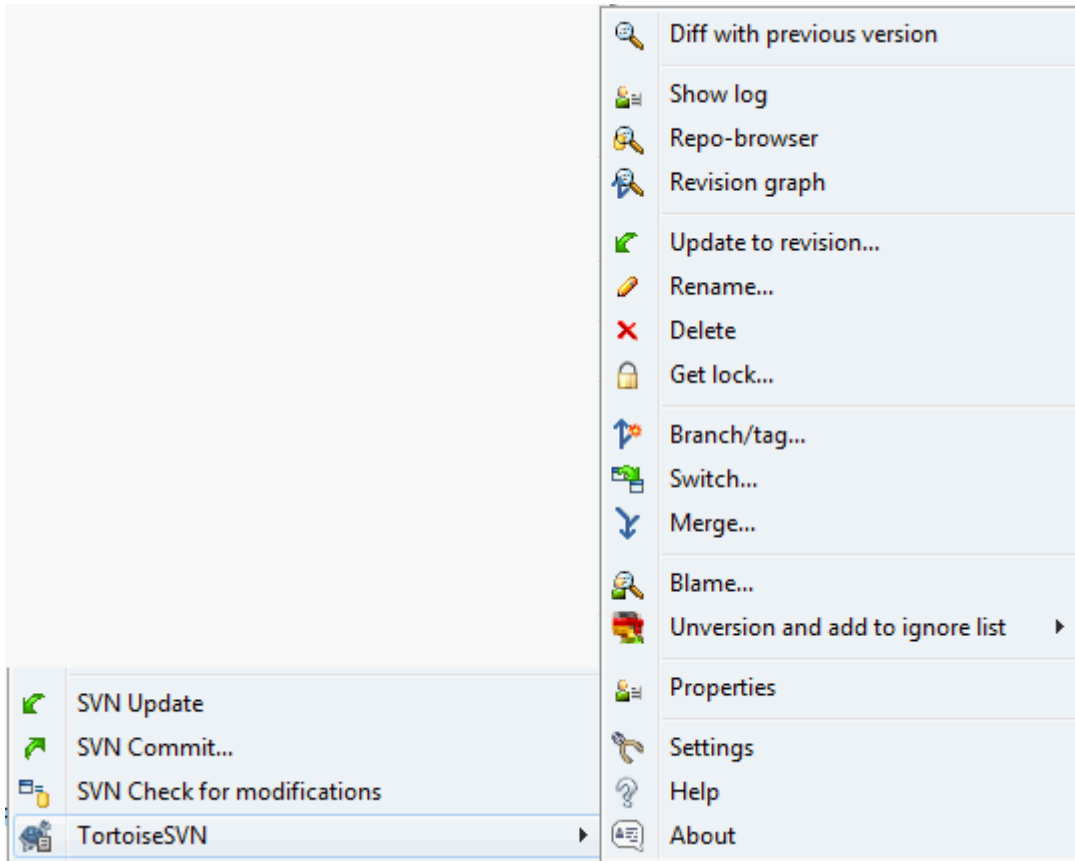 Diff with previous version
Show log
Repo-browser
Revision graph
Update to revision...
Rename...
Delete
Get lock...
Branch/tag...
Switch...
Merge...
Blame...
Unversion and add to ignore list
Properties
Settings
Help
About
SVN Update
SVN Commit...
SVN Check for modifications
TortoiseSVN